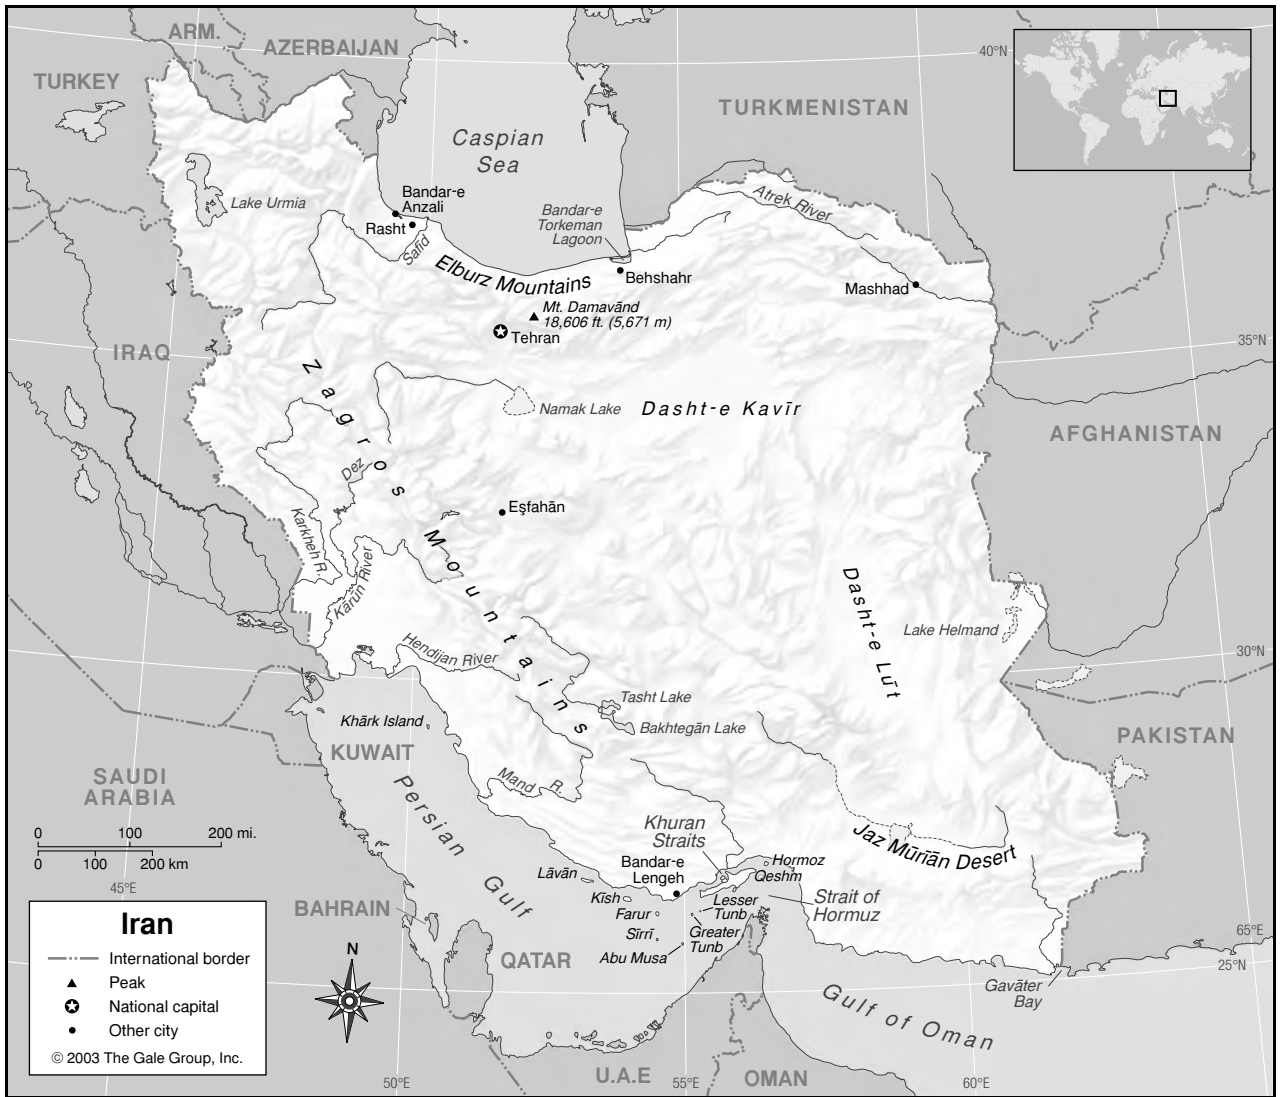 ARM.
AZERBAIJAN
TURKEY
40°N
TURKMENISTAN
Caspian
Sea
Lake Urmia
Bandar-e
Anzali
Rasht
Safid
Bandar-e
Torkeman
Lagoon
Atrek River
Elburz Mountains
Behshahr
Mashhad
Mt. Damavānd
18,606 ft. (5,671 m)
Tehran
IRAQ
35°N
Zagros Mountains
Namak Lake
Dasht-e Kavīr
AFGHANISTAN
Dez
Eşfahān
Karkheh R.
Kārūn River
Dasht-e Lūt
Lake Helmand
Hendijan River
30°N
Tasht Lake
Bakhtegān Lake
Khārk Island
KUWAIT
PAKISTAN
SAUDI
ARABIA
Mand R.
Persian Gulf
0 100 200 mi.
0 100 200 km
Khuran
Straits
Jaz Mūrīān Desert
Bandar-e
Lengeh
Hormoz
Qeshm
Lāvān
45°E
Kīsh
Lesser
Tunb
Strait of
Hormuz
BAHRAIN
Farur
Sīrrī
Greater
Tunb
Abu Musa
65°E
25°N
QATAR
Gavāter
Bay
Gulf of Oman
Iran
International border
Peak
National capital
Other city
© 2003 The Gale Group, Inc.
N
50°E
U.A.E
55°E
OMAN
60°E